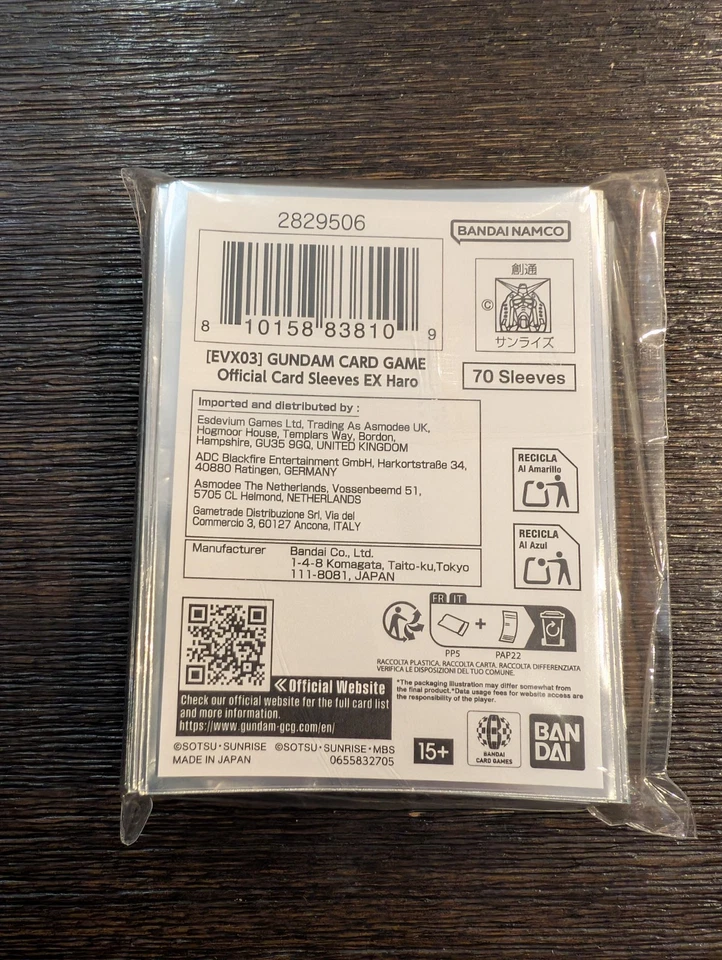 2829506
BANDAI NAMCO
8 10158 83810 9
創通
©
サンライズ
[EVX03] GUNDAM CARD GAME
Official Card Sleeves EX Haro
70 Sleeves
Imported and distributed by :
Esdevium Games Ltd, Trading As Asmodee UK,
Hogmoor House, Templars Way, Bordon,
Hampshire, GU35 9GQ, UNITED KINGDOM
ADC Blackfire Entertainment GmbH, Harkortstraße 34,
40880 Ratingen, GERMANY
Asmodee The Netherlands, Vossenbeemd 51,
5705 CL Helmond, NETHERLANDS
Gametrade Distribuzione Srl, Via del
Commercio 3, 60127 Ancona, ITALY
RECICLA
Al Amarillo
RECICLA
Al Azul
Manufacturer Bandai Co., Ltd.
1-4-8 Komagata, Taito-ku,Tokyo
111-8081, JAPAN
FR IT
+
PP5 PAP22
RACCOLTA PLASTICA. RACCOLTA CARTA. RACCOLTA DIFFERENZIATA
VERIFICA LE DISPOSIZIONI DEL TUO COMUNE.
≪Official Website
Check our official website for the full card list
and more information.
https://www.gundam-gcg.com/en/
*The packaging illustration may differ somewhat from
the final product.*Data usage fees for website access are
the responsibility of the player.
©SOTSU・SUNRISE ©SOTSU・SUNRISE・MBS
MADE IN JAPAN 0655832705
15+
BANDAI
CARD GAMES
BAN
DAI